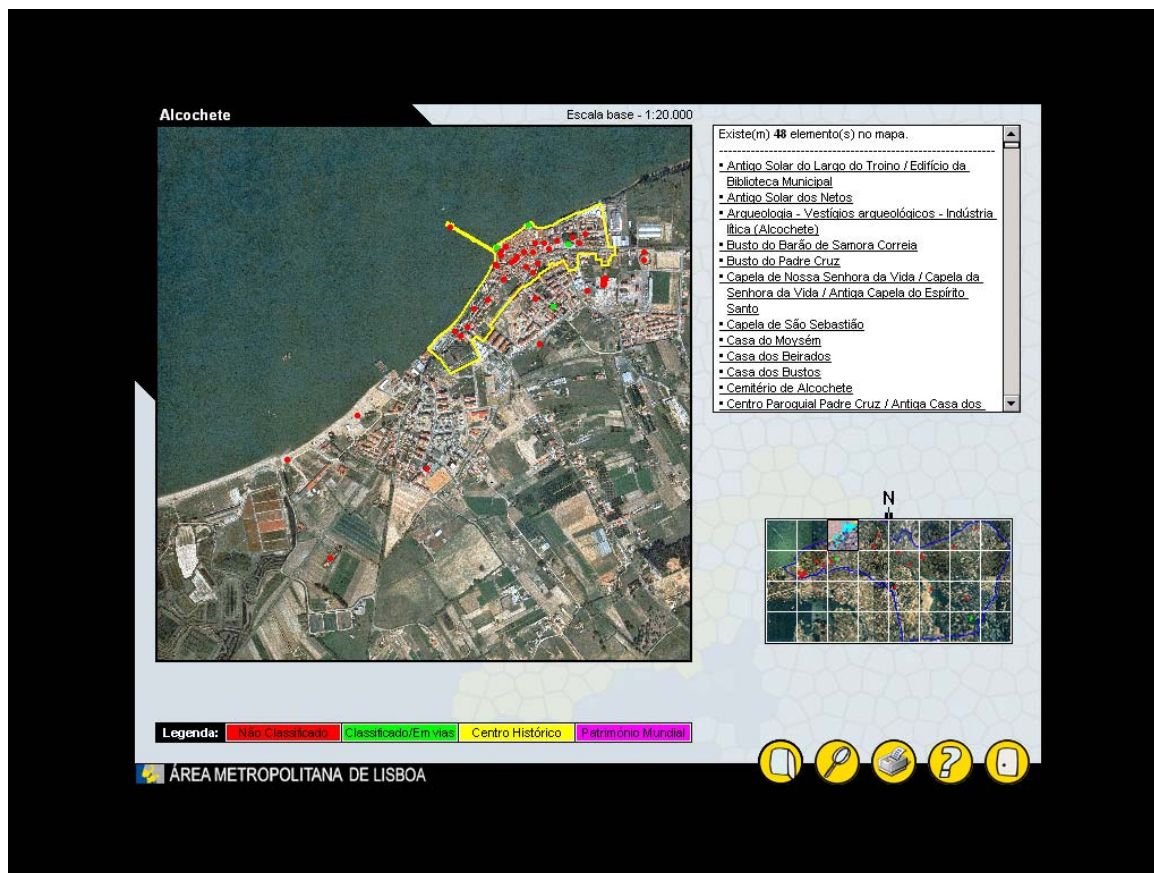 Alcochete
Escala base - 1:20.000
Existe(m) 48 elemento(s) no mapa.
▪ Antigo Solar do Largo do Troino / Edifício da
Biblioteca Municipal
▪ Antigo Solar dos Netos
▪ Arqueologia - Vestígios arqueológicos - Indústria
lítica (Alcochete)
▪ Busto do Barão de Samora Correia
▪ Busto do Padre Cruz
▪ Capela de Nossa Senhora da Vida / Capela da
Senhora da Vida / Antiga Capela do Espírito
Santo
▪ Capela de São Sebastião
▪ Casa do Moysém
▪ Casa dos Beirados
▪ Casa dos Bustos
▪ Cemitério de Alcochete
▪ Centro Paroquial Padre Cruz / Antiga Casa dos
N
Legenda: Não Classificado Classificado/Em vias Centro Histórico Património Mundial
ÁREA METROPOLITANA DE LISBOA
?